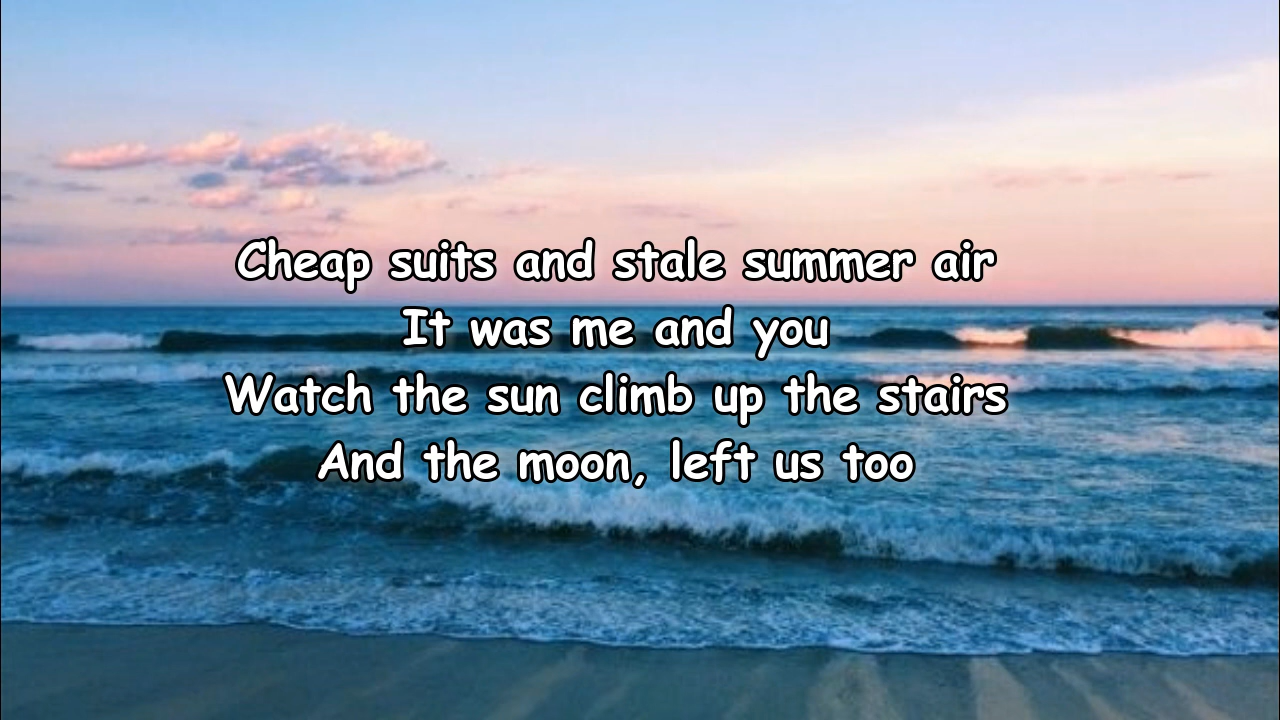 Cheap suits and stale summer air
It was me and you
Watch the sun climb up the stairs
And the moon, left us too